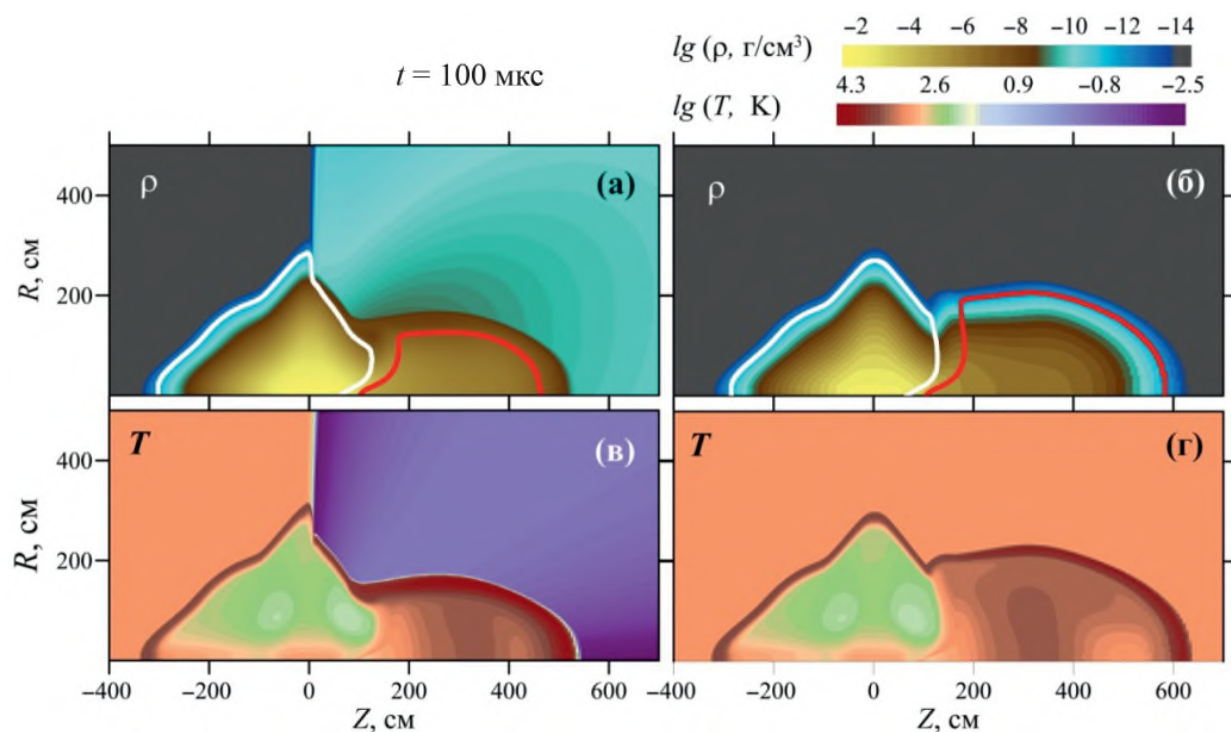 −2 −4 −6 −8 −10 −12 −14
lg (ρ, г/см³)
4.3 2.6 0.9 −0.8 −2.5
lg (T, K)
t = 100 мкс
ρ (а)
ρ (б)
400
200
R, см
T (в)
T (г)
400
200
R, см
−400 −200 0 200 400 600
Z, см
−400 −200 0 200 400 600
Z, см